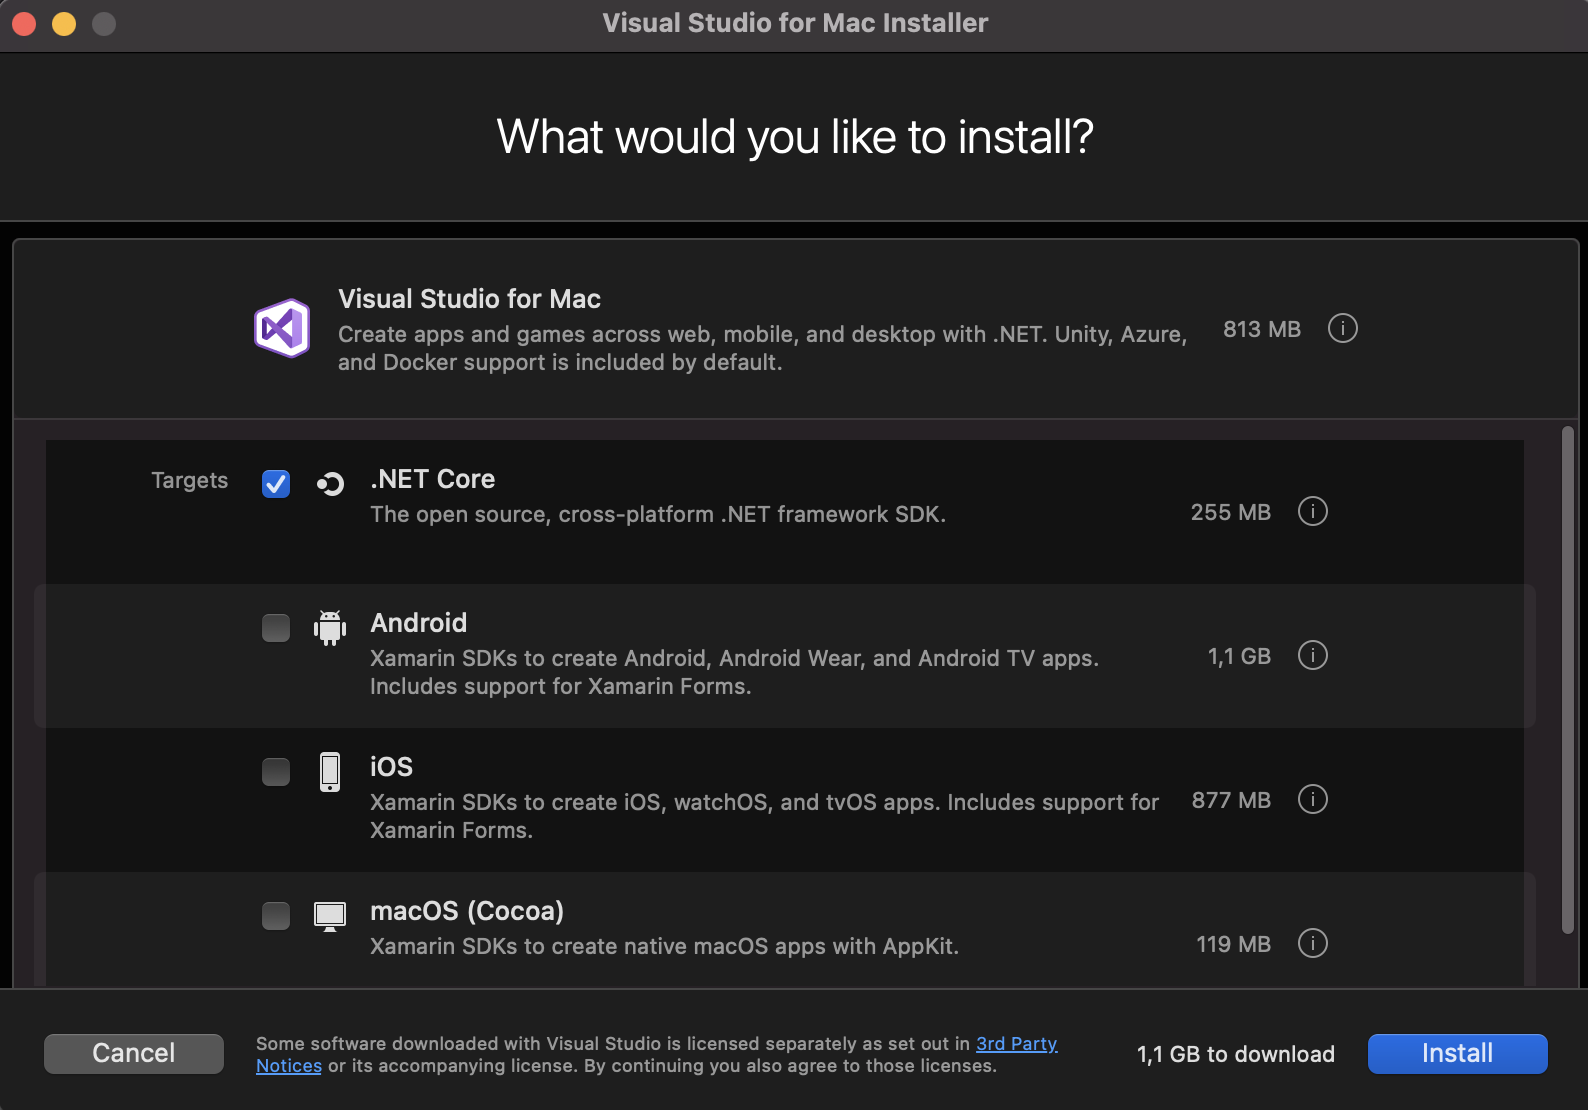 Visual Studio for Mac Installer
What would you like to install?
Visual Studio for Mac
Create apps and games across web, mobile, and desktop with .NET. Unity, Azure,
and Docker support is included by default.
813 MB
Targets
.NET Core
The open source, cross-platform .NET framework SDK.
255 MB
Android
Xamarin SDKs to create Android, Android Wear, and Android TV apps.
Includes support for Xamarin Forms.
1,1 GB
iOS
Xamarin SDKs to create iOS, watchOS, and tvOS apps. Includes support for
Xamarin Forms.
877 MB
macOS (Cocoa)
Xamarin SDKs to create native macOS apps with AppKit.
119 MB
Cancel
Some software downloaded with Visual Studio is licensed separately as set out in 3rd Party
Notices or its accompanying license. By continuing you also agree to those licenses.
1,1 GB to download
Install